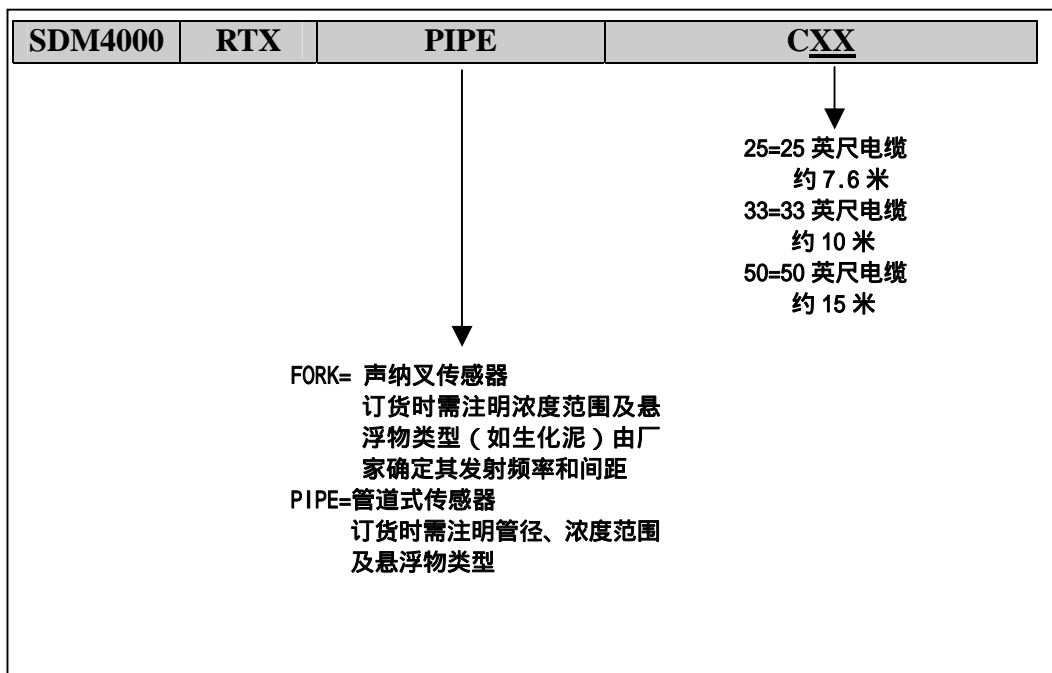 SDM4000 RTX PIPE CXX
25=25 英尺电缆
约 7.6 米
33=33 英尺电缆
约 10 米
50=50 英尺电缆
约 15 米
FORK= 声纳叉传感器
订货时需注明浓度范围及悬
浮物类型（如生化泥）由厂
家确定其发射频率和间距
PIPE=管道式传感器
订货时需注明管径、浓度范围
及悬浮物类型